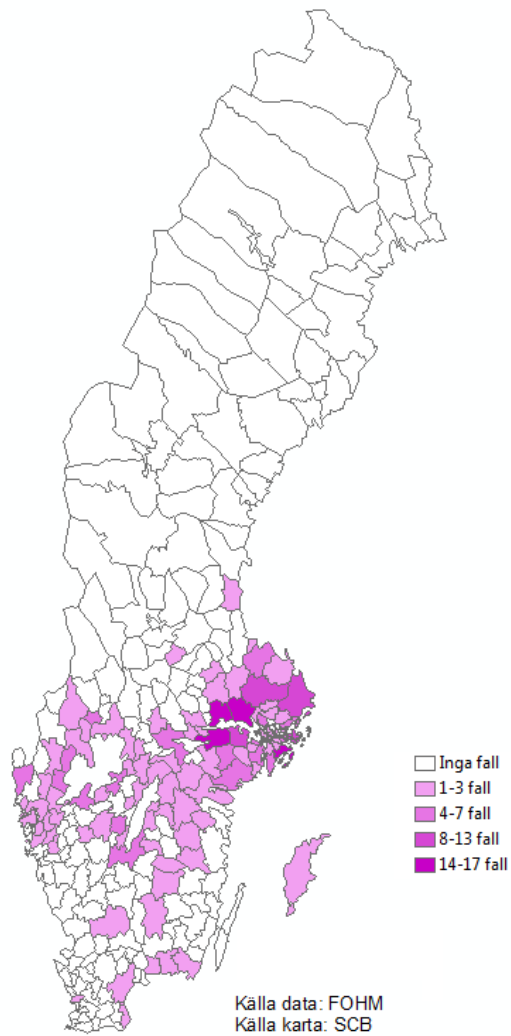 Inga fall
1-3 fall
4-7 fall
8-13 fall
14-17 fall
Källa data: FOHM
Källa karta: SCB